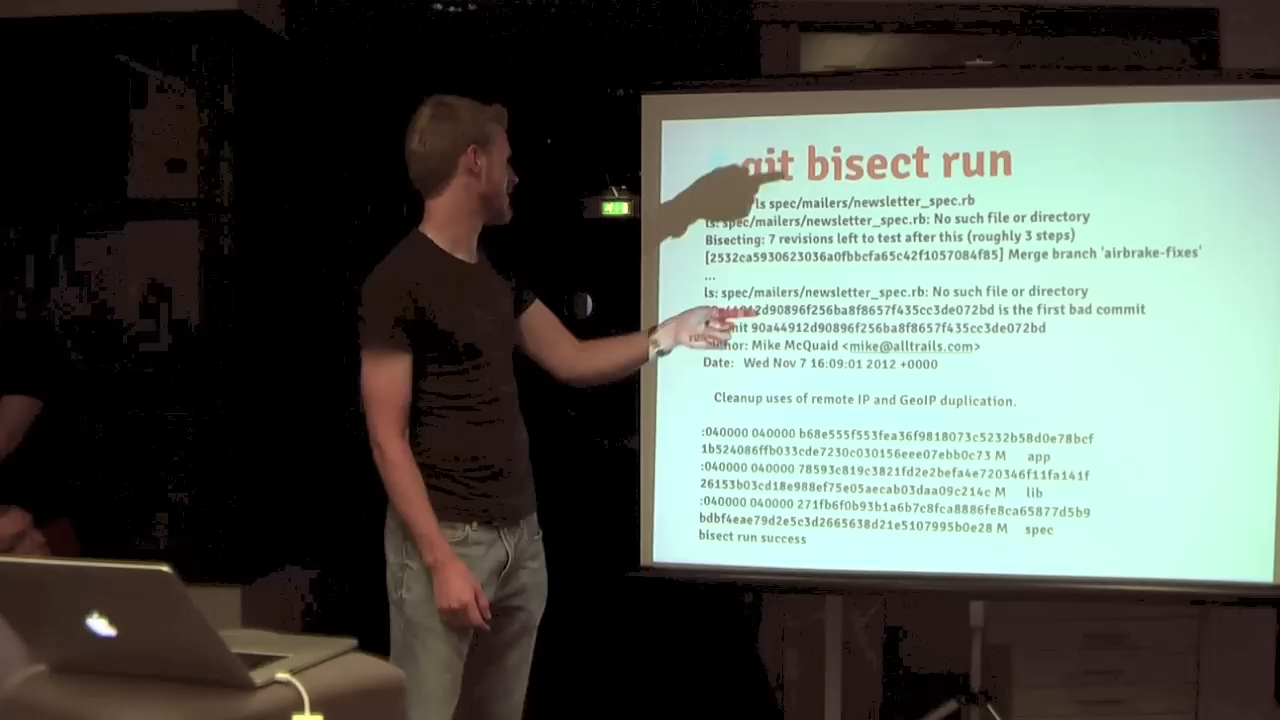 git bisect run
ls spec/mailers/newsletter_spec.rb
ls: spec/mailers/newsletter_spec.rb: No such file or directory
Bisecting: 7 revisions left to test after this (roughly 3 steps)
[2532ca5930623036a0fbbcfa65c42f1057084f85] Merge branch 'airbrake-fixes'
...
ls: spec/mailers/newsletter_spec.rb: No such file or directory
90a44912d90896f256ba8f8657f435cc3de072bd is the first bad commit
commit 90a44912d90896f256ba8f8657f435cc3de072bd
Author: Mike McQuaid <mike@alltrails.com>
Date: Wed Nov 7 16:09:01 2012 +0000
Cleanup uses of remote IP and GeoIP duplication.
:040000 040000 b68e555f553fea36f9818073c5232b58d0e78bcf
1b524086ffb033cde7230c030156eee07ebb0c73 M app
:040000 040000 78593c819c3821fd2e2befa4e720346f11fa141f
26153b03cd18e988ef75e05aecab03daa09c214c M lib
:040000 040000 271fb6f0b93b1a6b7c8fca8886fe8ca65877d5b9
bdbf4eae79d2e5c3d2665638d21e5107995b0e28 M spec
bisect run success